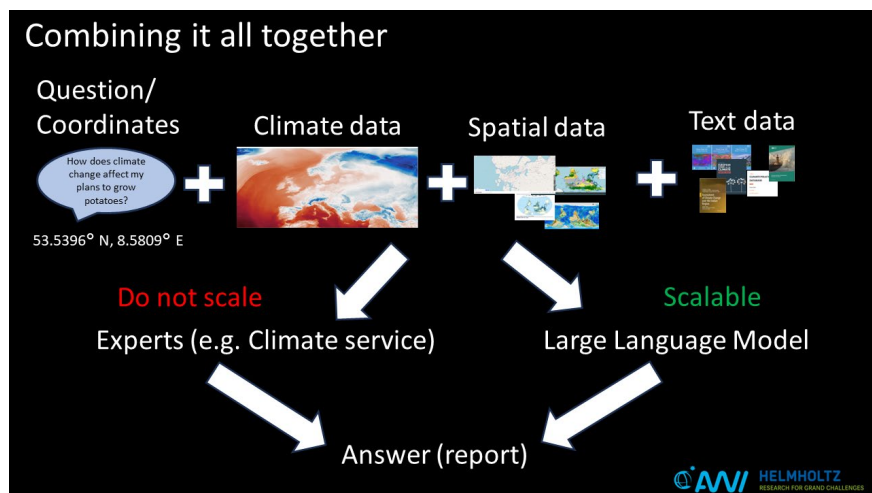 Combining it all together
Question/
Coordinates
Climate data
Spatial data
Text data
How does climate
change affect my
plans to grow
potatoes?
53.5396° N, 8.5809° E
Do not scale
Scalable
Experts (e.g. Climate service)
Large Language Model
Answer (report)
AWI
HELMHOLTZ
RESEARCH FOR GRAND CHALLENGES